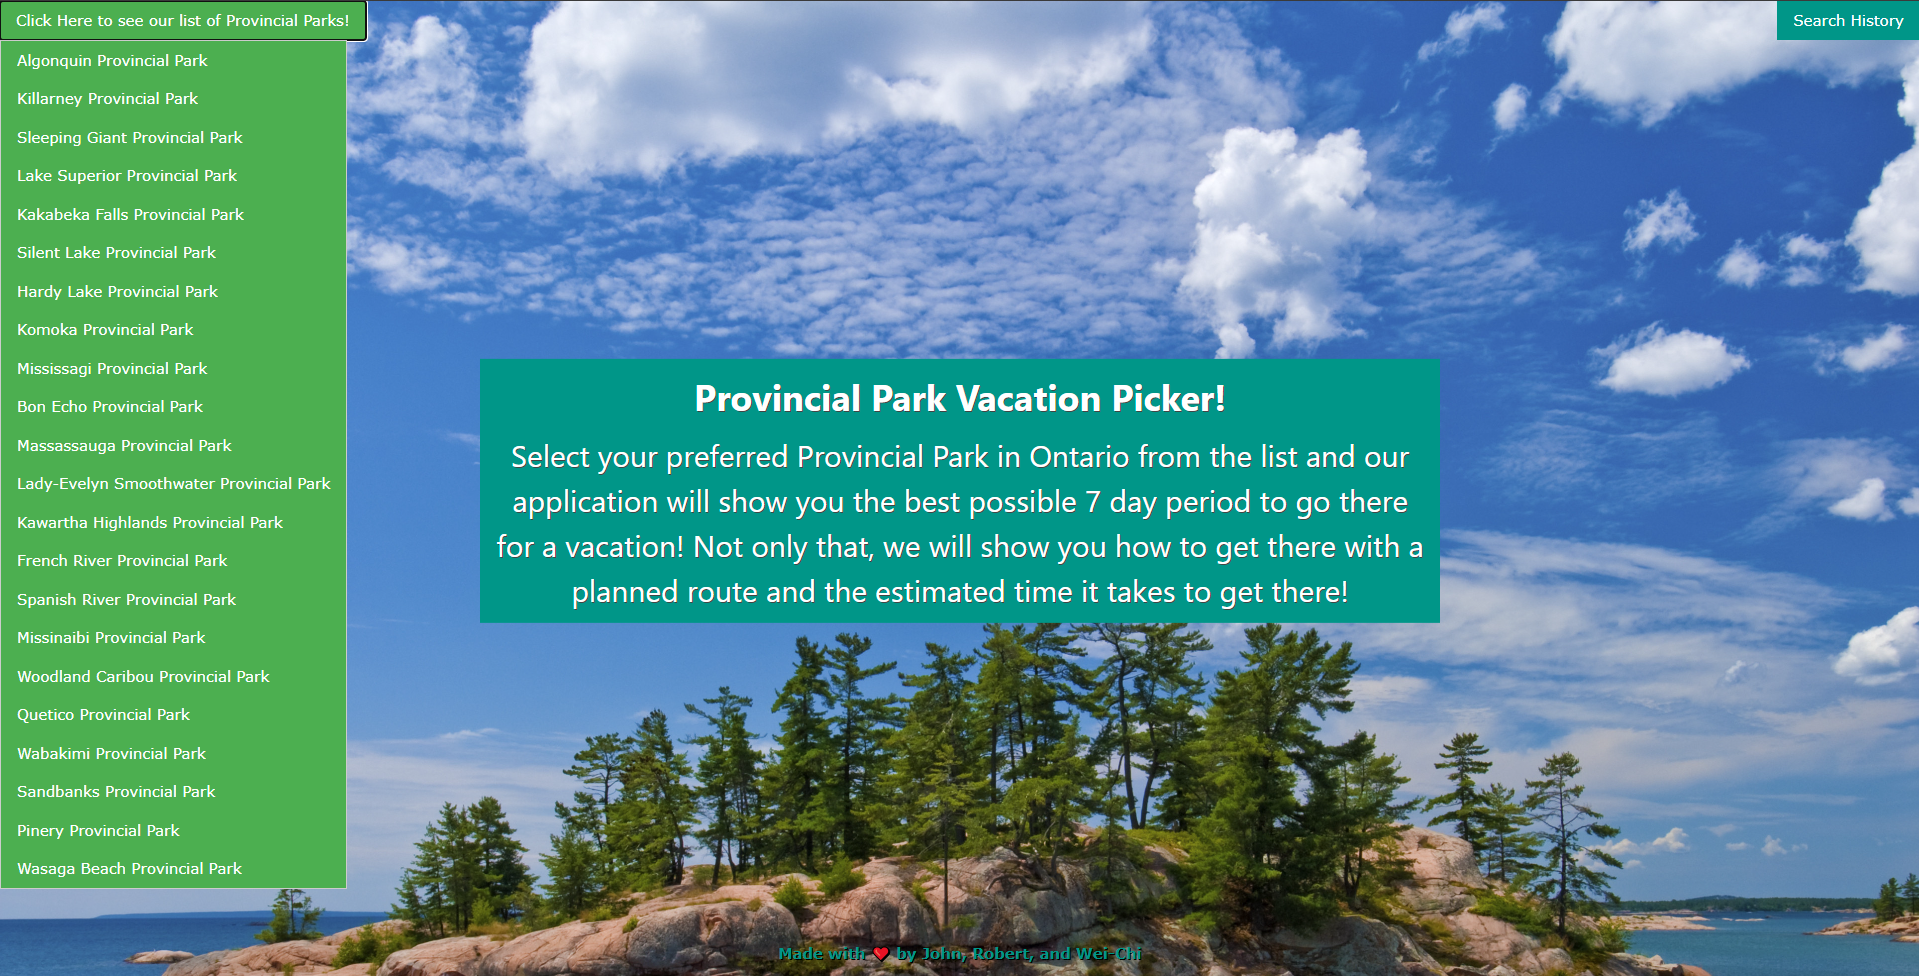 Click Here to see our list of Provincial Parks!
Search History
Algonquin Provincial Park
Killarney Provincial Park
Sleeping Giant Provincial Park
Lake Superior Provincial Park
Kakabeka Falls Provincial Park
Silent Lake Provincial Park
Hardy Lake Provincial Park
Komoka Provincial Park
Mississagi Provincial Park
Bon Echo Provincial Park
Massassauga Provincial Park
Lady-Evelyn Smoothwater Provincial Park
Kawartha Highlands Provincial Park
French River Provincial Park
Spanish River Provincial Park
Missinaibi Provincial Park
Woodland Caribou Provincial Park
Quetico Provincial Park
Wabakimi Provincial Park
Sandbanks Provincial Park
Pinery Provincial Park
Wasaga Beach Provincial Park
Provincial Park Vacation Picker!
Select your preferred Provincial Park in Ontario from the list and our
application will show you the best possible 7 day period to go there
for a vacation! Not only that, we will show you how to get there with a
planned route and the estimated time it takes to get there!
Made with ❤️ by John, Robert, and Wei-Chi